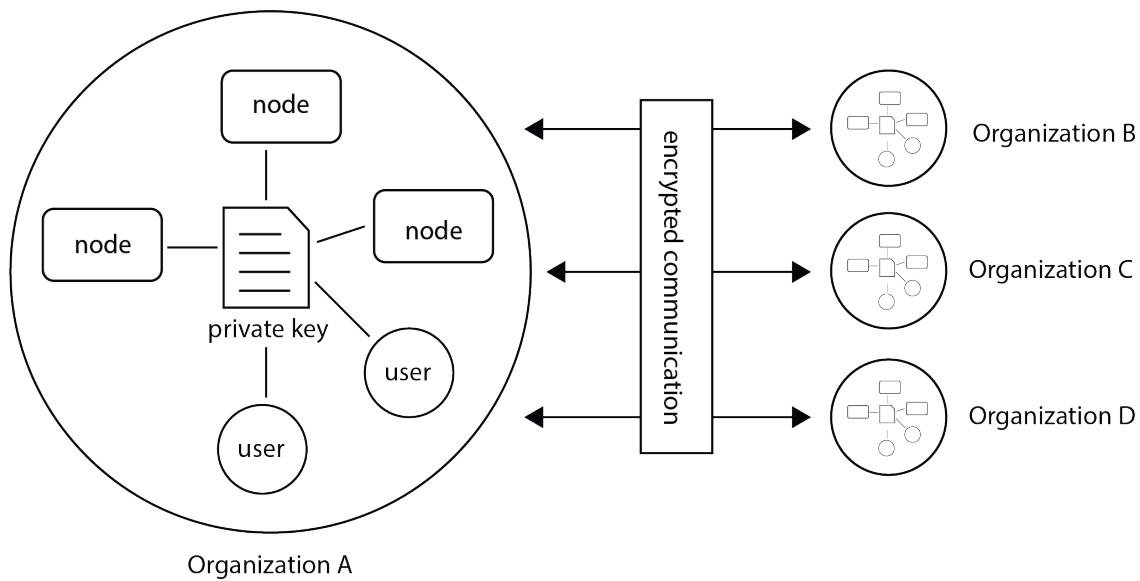 node
node
node
private key
user
user
Organization A
encrypted communication
Organization B
Organization C
Organization D